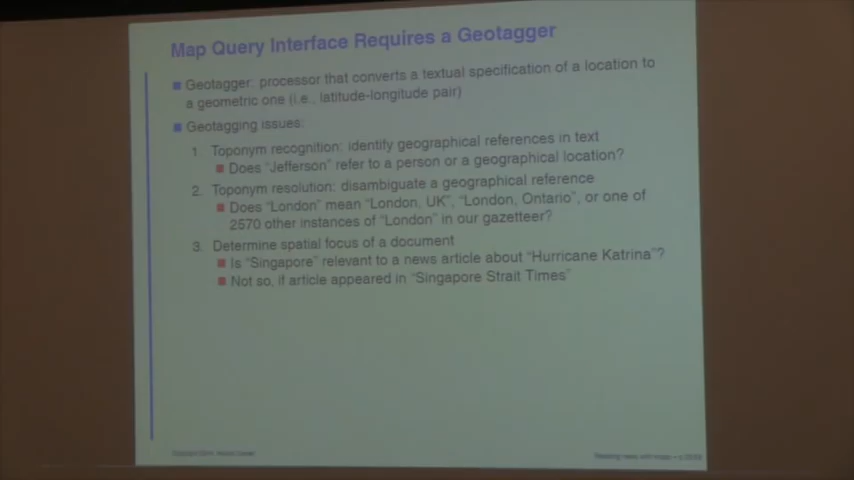 Map Query Interface Requires a Geotagger
Geotagger: processor that converts a textual specification of a location to
a geometric one (i.e., latitude-longitude pair)
Geotagging issues:
1. Toponym recognition: identify geographical references in text
Does "Jefferson" refer to a person or a geographical location?
2. Toponym resolution: disambiguate a geographical reference
Does "London" mean "London, UK", "London, Ontario", or one of
2570 other instances of "London" in our gazetteer?
3. Determine spatial focus of a document
Is "Singapore" relevant to a news article about "Hurricane Katrina"?
Not so, if article appeared in "Singapore Strait Times"